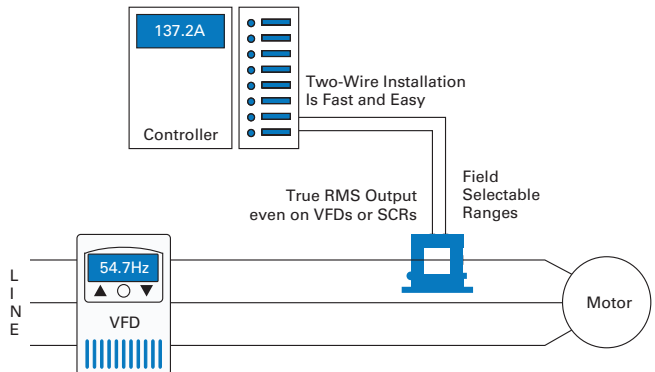 137.2A
Controller
Two-Wire Installation
Is Fast and Easy
True RMS Output
even on VFDs or SCRs
Field
Selectable
Ranges
L
I
N
E
54.7Hz
VFD
Motor